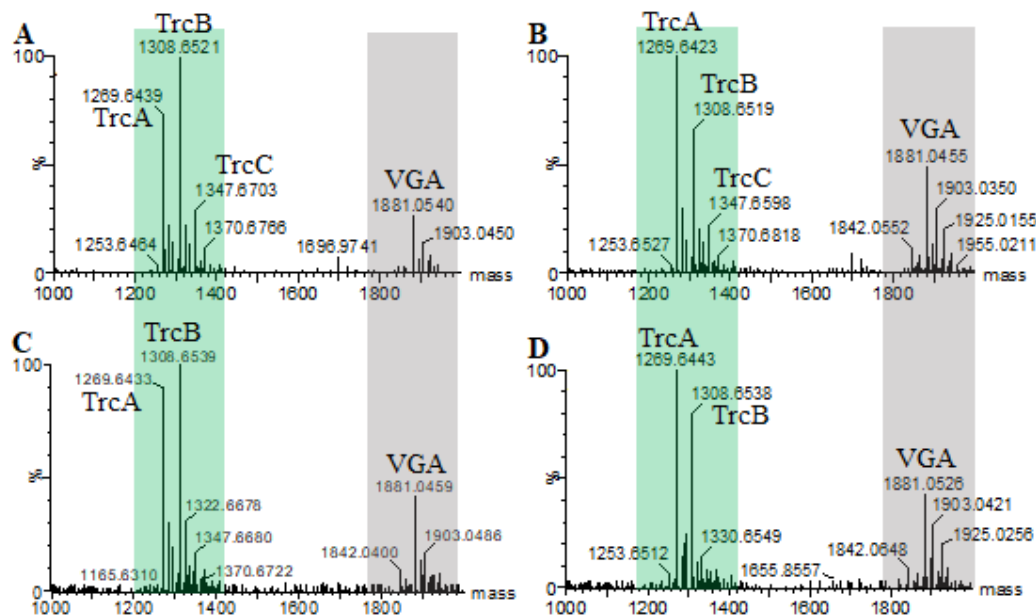 A
TrcB
1308.6521
100
1269.6439
TrcA
TrcC
1347.6703
%
VGA
1881.0540
1370.6766
1253.6464
1696.9741
1903.0450
0
mass
1000 1200 1400 1600 1800
B
TrcA
1269.6423
100
TrcB
1308.6519
VGA
1881.0455
%
TrcC
1347.6598
1903.0350
1925.0155
1253.6527
1370.6818
1842.0552
1955.0211
0
mass
1000 1200 1400 1600 1800
C
TrcB
1308.6539
100
1269.6433
TrcA
VGA
1881.0459
%
1322.6678
1347.6680
1903.0486
1842.0400
1165.6310
1370.6722
0
mass
1000 1200 1400 1600 1800
D
TrcA
1269.6443
100
1308.6538
TrcB
VGA
1881.0526
%
1903.0421
1330.6549
1925.0256
1253.6512
1842.0648
1655.8557
0
mass
1000 1200 1400 1600 1800